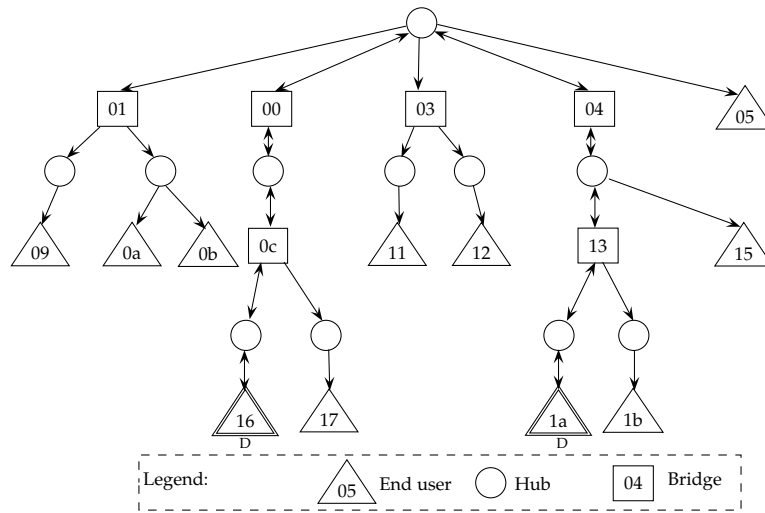 01 00 03 04 05
09 0a 0b 0c 11 12 13 15
16 17 1a 1b
D D
Legend: 05 End user Hub 04 Bridge